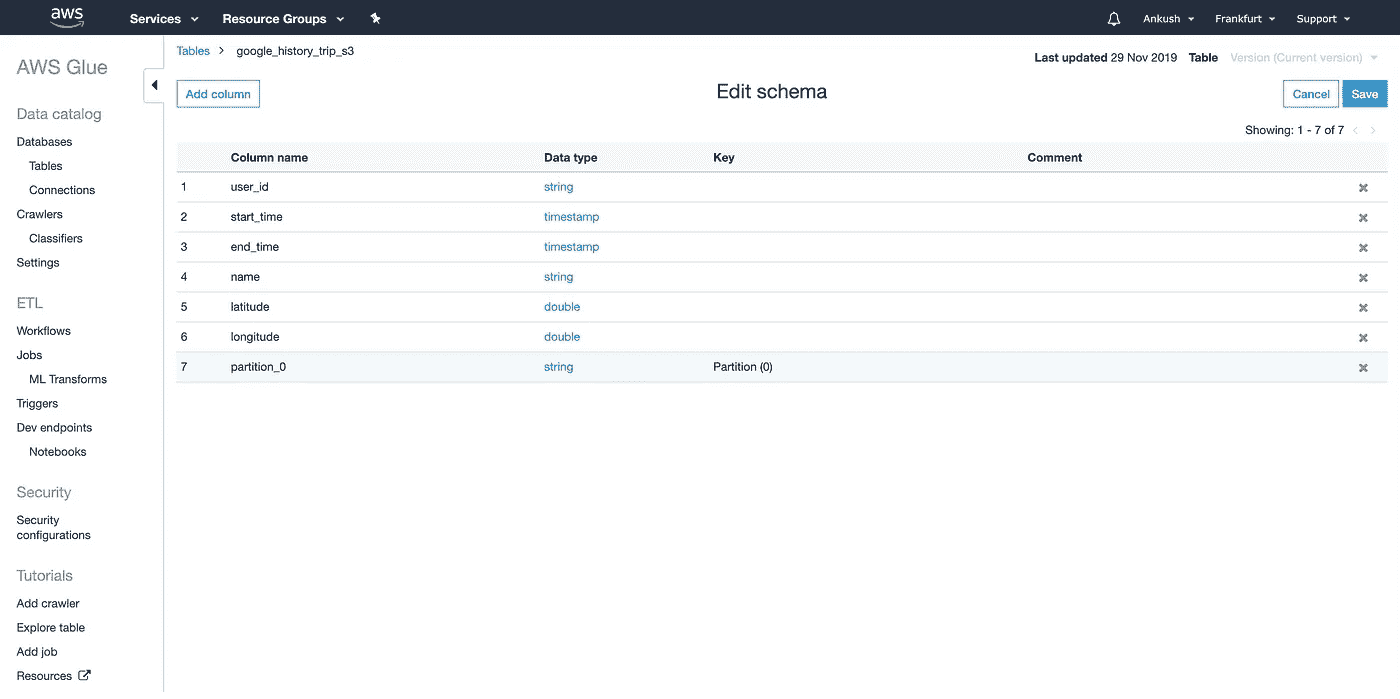 aws Services Resource Groups Ankush Frankfurt Support
AWS Glue
Data catalog
Databases
Tables
Connections
Crawlers
Classifiers
Settings
ETL
Workflows
Jobs
ML Transforms
Triggers
Dev endpoints
Notebooks
Security
Security
configurations
Tutorials
Add crawler
Explore table
Add job
Resources
Tables > google_history_trip_s3
Last updated 29 Nov 2019 Table Version (Current version)
Add column Edit schema Cancel Save
Showing: 1 - 7 of 7 < >
Column name Data type Key Comment
1 user_id string
2 start_time timestamp
3 end_time timestamp
4 name string
5 latitude double
6 longitude double
7 partition_0 string Partition (0)